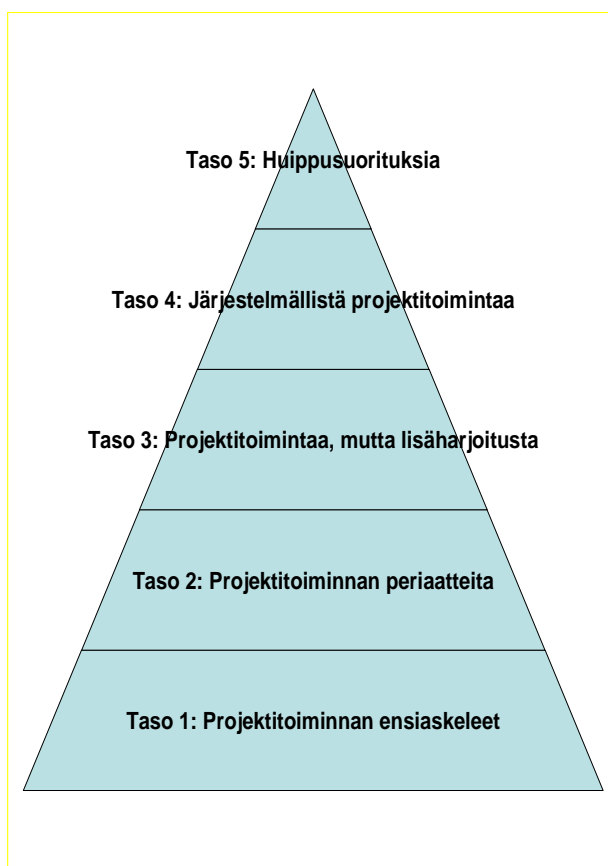 Taso 5: Huippusuorituksia
Taso 4: Järjestelmällistä projektitoimintaa
Taso 3: Projektitoimintaa, mutta lisäharjoitusta
Taso 2: Projektitoiminnan periaatteita
Taso 1: Projektitoiminnan ensiaskeleet